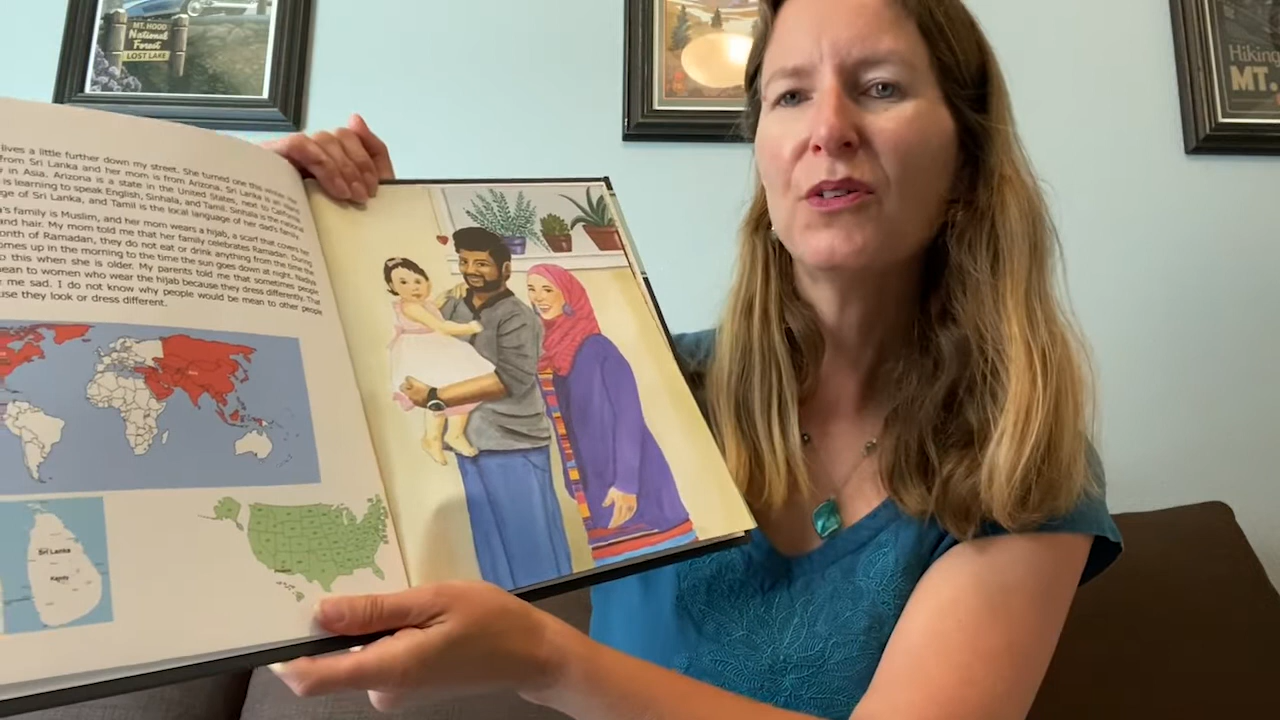 MT. HOOD
National
Forest
LOST LAKE
Hiking
MT.
lives a little further down my street. She turned one this
from Sri Lanka and her mom is from Arizona. Sri Lanka is an island
in Asia. Arizona is a state in the United States, next to California.
is learning to speak English, Sinhala, and Tamil. Sinhala is the national
ge of Sri Lanka, and Tamil is the local language of her dad's family.
a's family is Muslim, and her mom wears a hijab, a scarf that covers her
and hair. My mom told me that her family celebrates Ramadan. During
onth of Ramadan, they do not eat or drink anything from the time the
omes up in the morning to the time the sun goes down at night.
o this when she is older. My parents told me that sometimes people
ean to women who wear the hijab because they dress differently. That
me sad. I do not know why people would be mean to other people
use they look or dress different.
Sri Lanka
Kandy